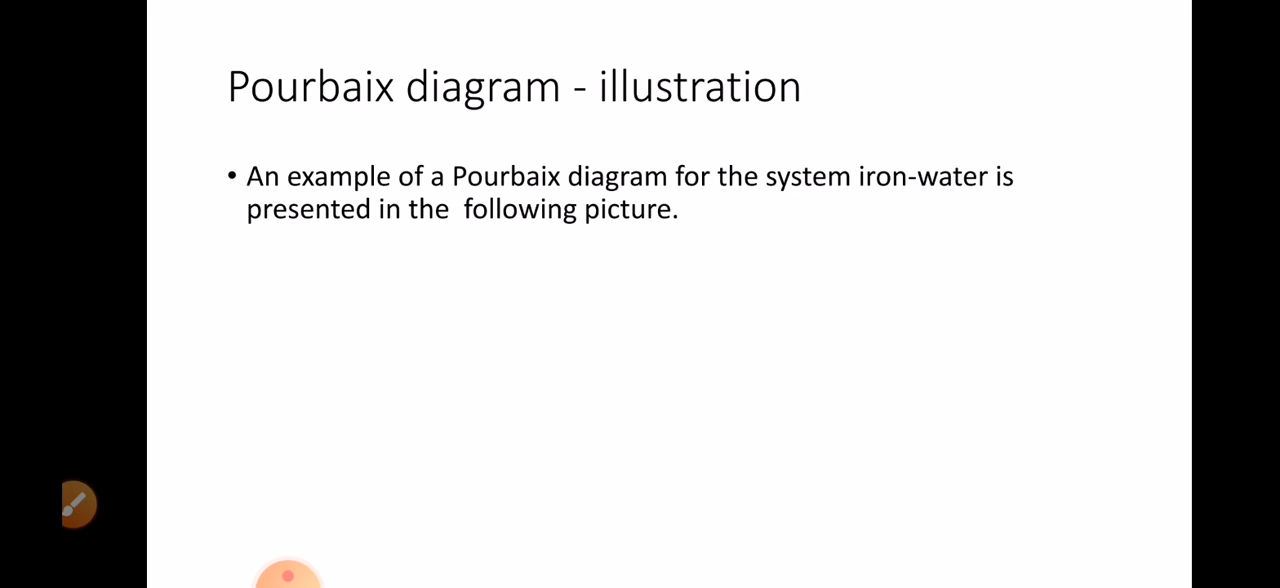 Pourbaix diagram - illustration
• An example of a Pourbaix diagram for the system iron-water is
presented in the  following picture.